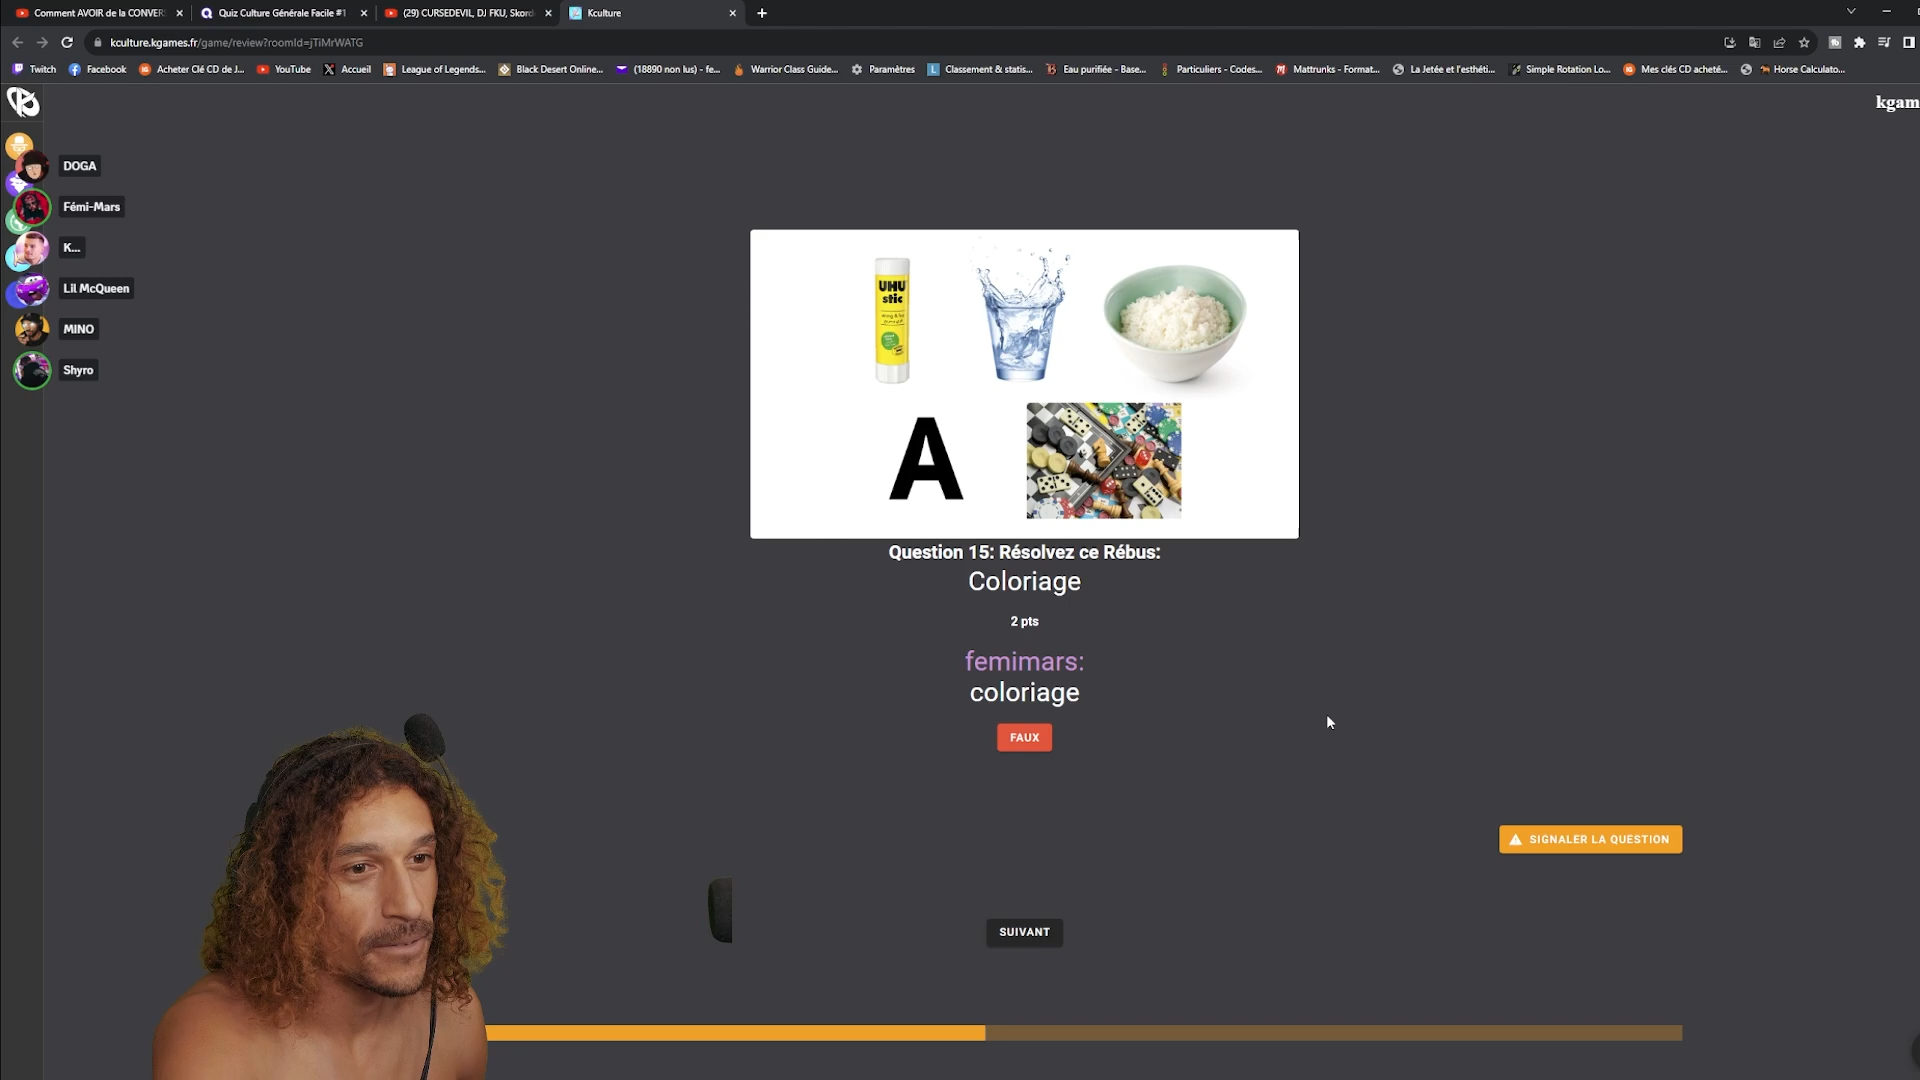 Comment AVOIR de la CONVER
Quiz Culture Générale Facile #1
(29) CURSEDEVIL, DJ FKU, Skord
Kculture
kculture.kgames.fr/game/review?roomId=jTiMrWATG
Twitch
Facebook
Acheter Clé CD de J...
YouTube
Accueil
League of Legends...
Black Desert Online...
(18890 non lus) - fe...
Warrior Class Guide...
Paramètres
Classement & statis...
Eau purifiée - Base...
Particuliers - Codes...
Mattrunks - Format...
La Jetée et l'esthéti...
Simple Rotation Lo...
Mes clés CD acheté...
Horse Calculato...
kgam
DOGA
Fémi-Mars
K...
Lil McQueen
MINO
Shyro
UHU
stic
A
Question 15: Résolvez ce Rébus:
Coloriage
2 pts
femimars:
coloriage
FAUX
SIGNALER LA QUESTION
SUIVANT